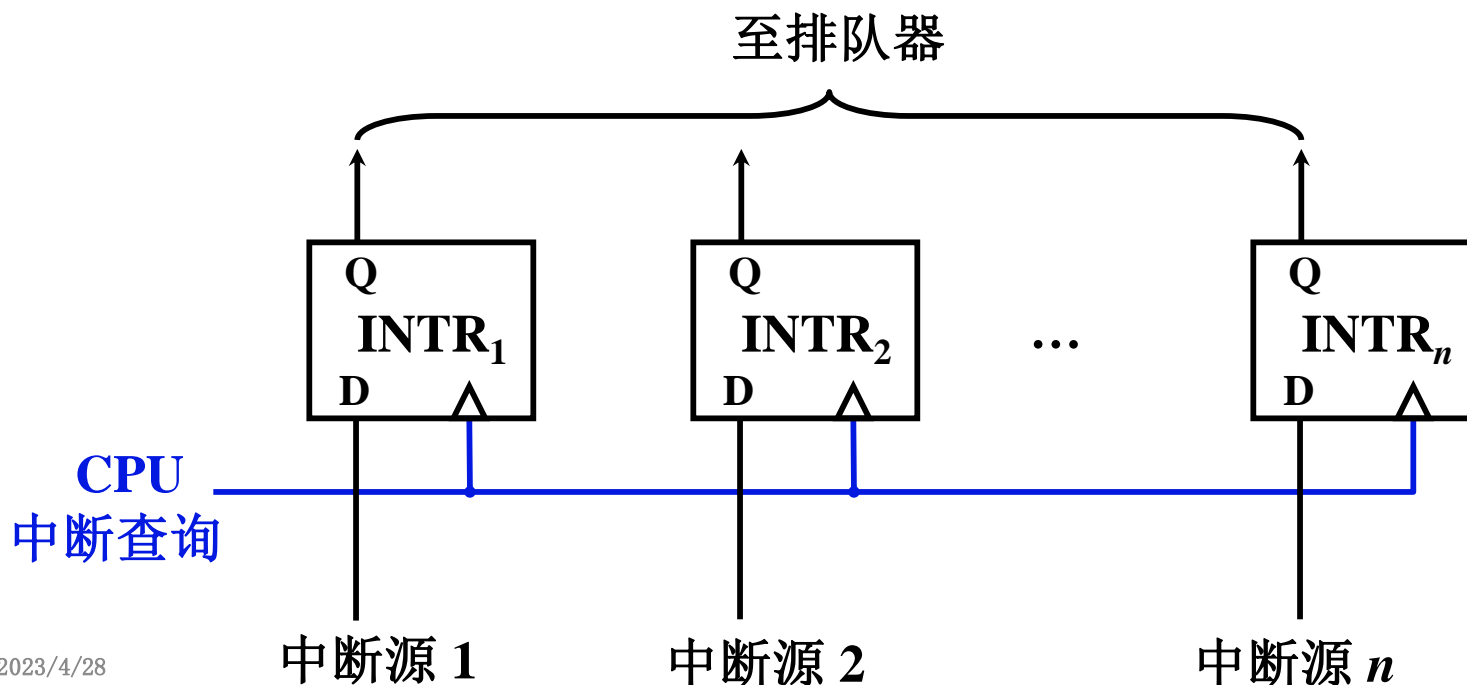 至排队器
Q Q Q
INTR1 INTR2 … INTRn
D D D
CPU
中断查询
中断源 1 中断源 2 中断源 n
2023/4/28